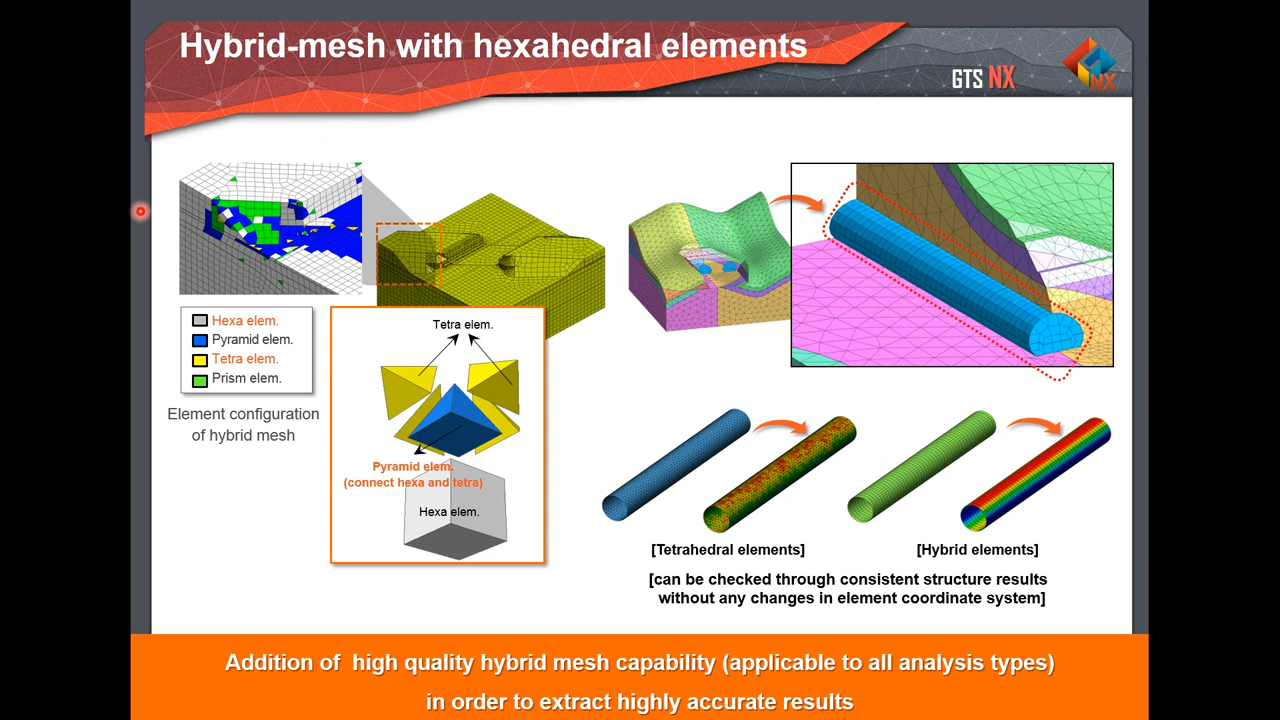 Hybrid-mesh with hexahedral elements
GTS NX
NX
Hexa elem.
Pyramid elem.
Tetra elem.
Prism elem.
Element configuration
of hybrid mesh
Tetra elem.
Pyramid elem.
(connect hexa and tetra)
Hexa elem.
[Tetrahedral elements]
[Hybrid elements]
[can be checked through consistent structure results
without any changes in element coordinate system]
Addition of high quality hybrid mesh capability (applicable to all analysis types)
in order to extract highly accurate results